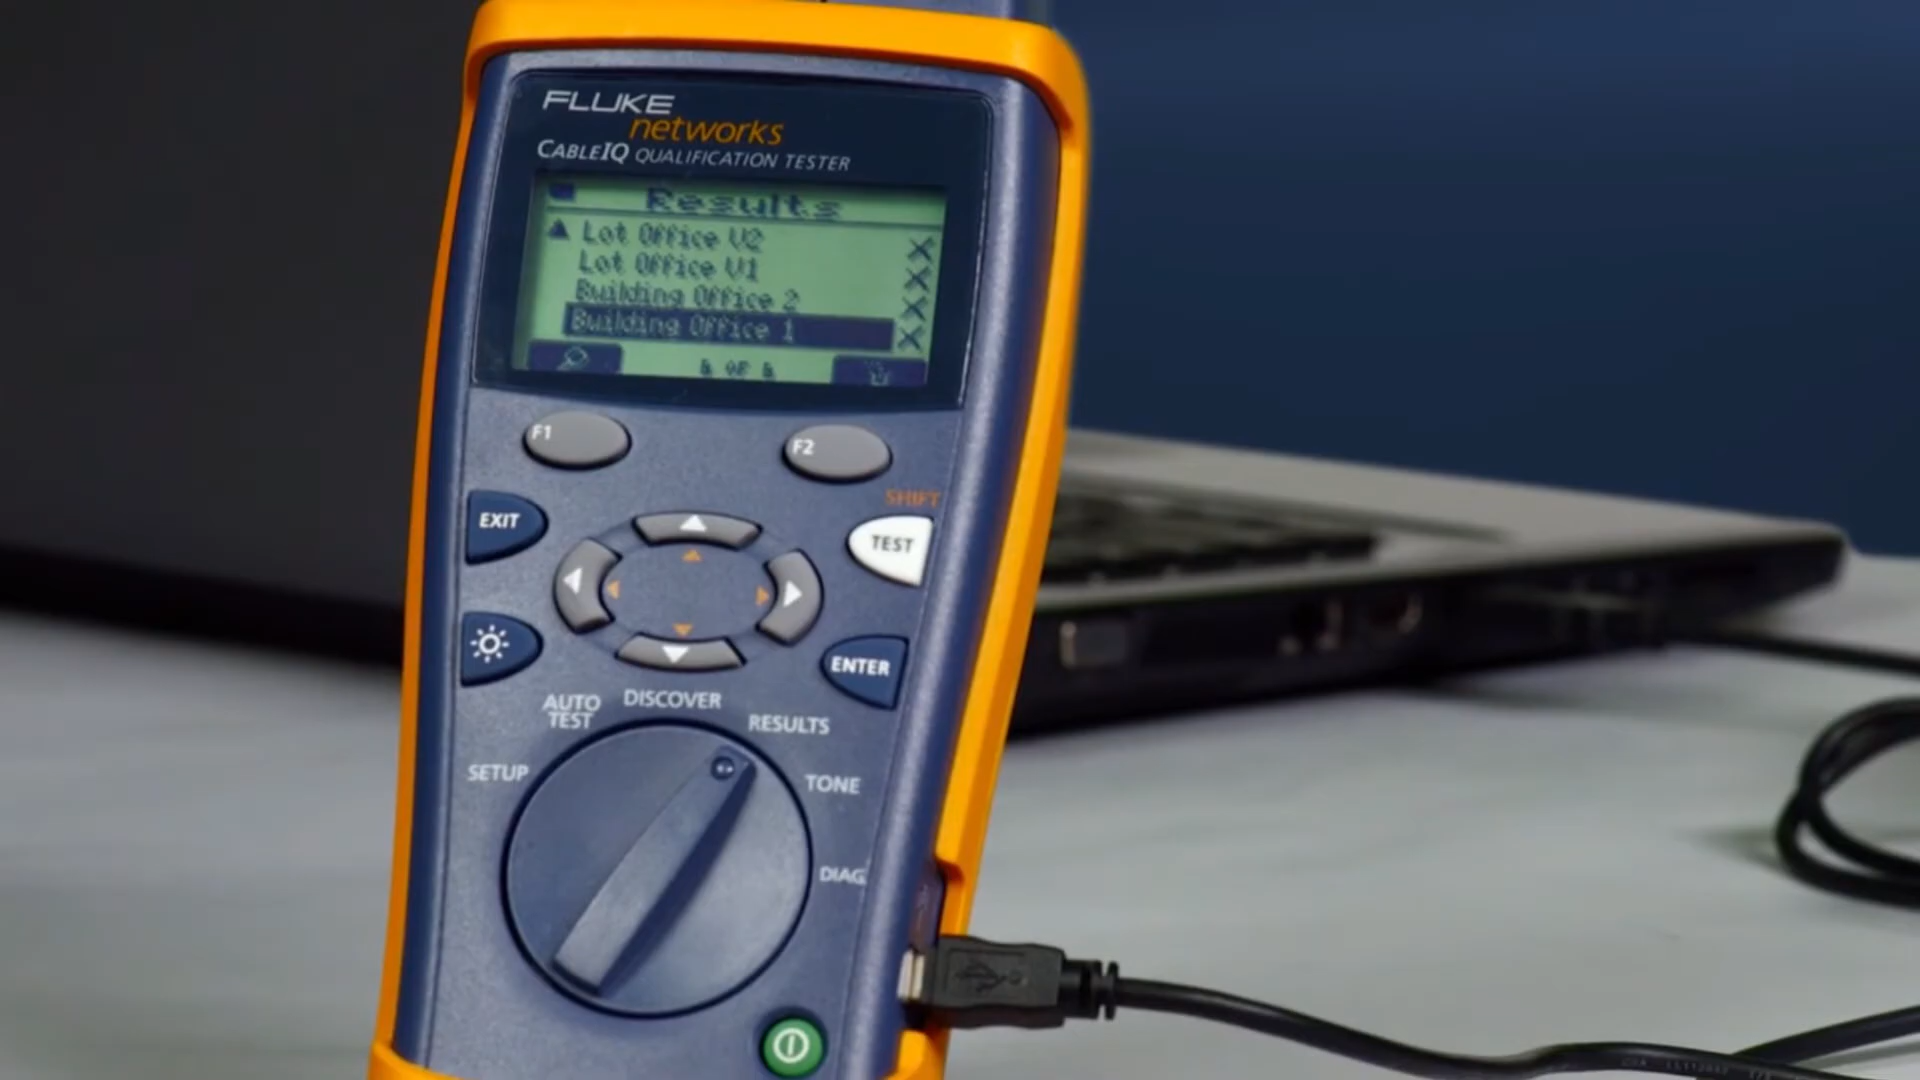 FLUKE
networks
CABLEIQ QUALIFICATION TESTER
Results
Lot Office V2
Lot Office V1
Building Office 2
Building Office 1
F1
F2
SHIFT
EXIT
TEST
ENTER
AUTO TEST
DISCOVER
RESULTS
SETUP
TONE
DIAG